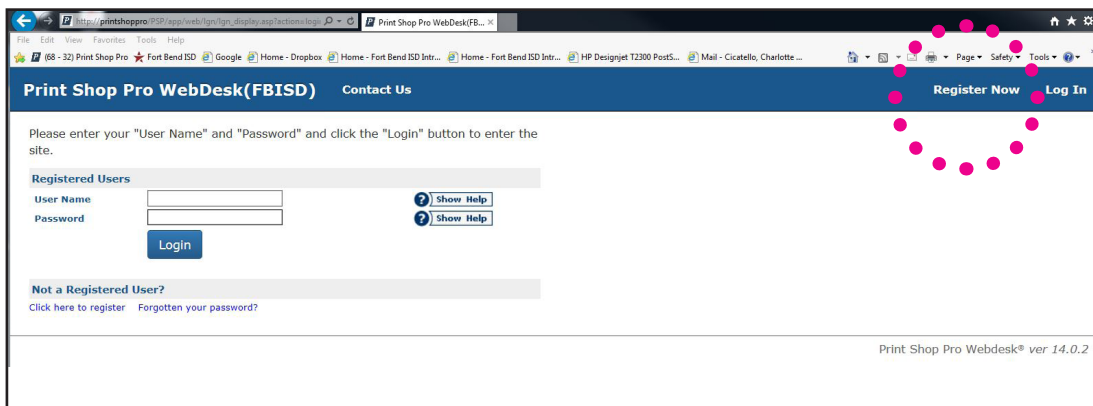 http://printshoppro/PSP/app/web/lgn/lgn_display.asp?action=logi
Print Shop Pro WebDesk(FB...
File Edit View Favorites Tools Help
(68 - 32) Print Shop Pro Fort Bend ISD Google Home - Dropbox Home - Fort Bend ISD Intr... Home - Fort Bend ISD Intr... HP Designjet T2300 PostS... Mail - Cicatello, Charlotte ... Page Safety Tools
Print Shop Pro WebDesk(FBISD) Contact Us Register Now Log In
Please enter your "User Name" and "Password" and click the "Login" button to enter the
site.
Registered Users
User Name ? Show Help
Password ? Show Help
Login
Not a Registered User?
Click here to register Forgotten your password?
Print Shop Pro Webdesk® ver 14.0.2